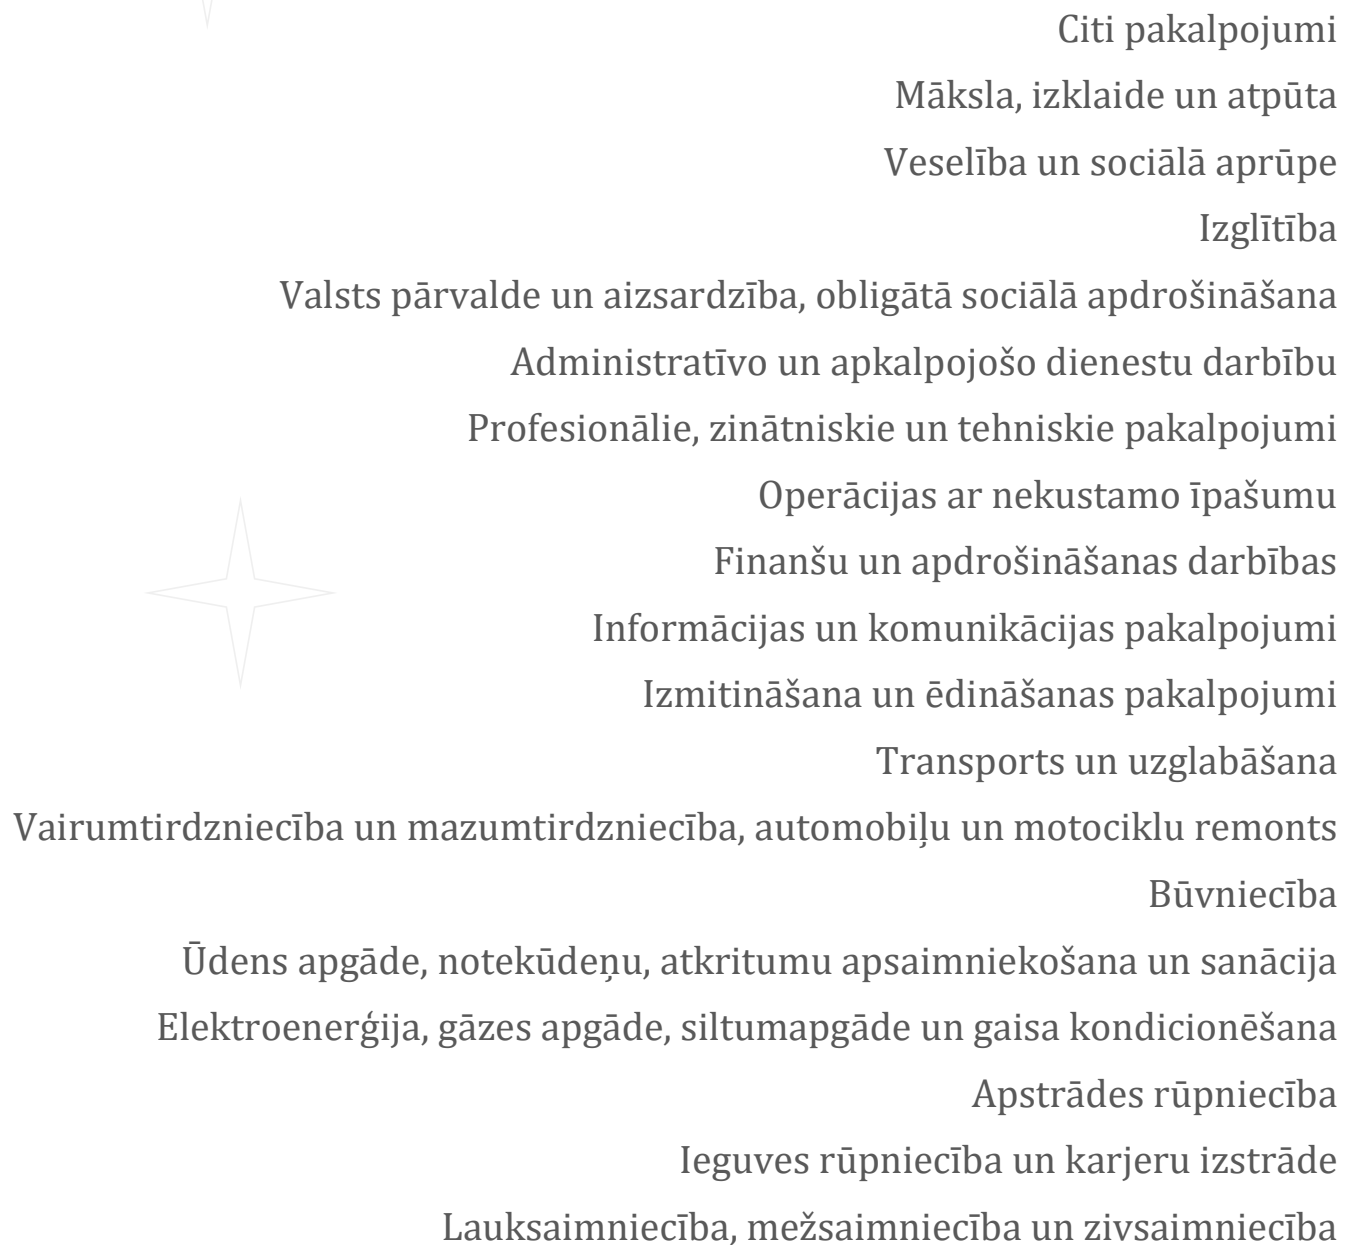 Citi pakalpojumi
Māksla, izklaide un atpūta
Veselība un sociālā aprūpe
Izglītība
Valsts pārvalde un aizsardzība, obligātā sociālā apdrošināšana
Administratīvo un apkalpojošo dienestu darbību
Profesionālie, zinātniskie un tehniskie pakalpojumi
Operācijas ar nekustamo īpašumu
Finanšu un apdrošināšanas darbības
Informācijas un komunikācijas pakalpojumi
Izmitināšana un ēdināšanas pakalpojumi
Transports un uzglabāšana
Vairumtirdzniecība un mazumtirdzniecība, automobiļu un motociklu remonts
Būvniecība
Ūdens apgāde, notekūdeņu, atkritumu apsaimniekošana un sanācija
Elektroenerģija, gāzes apgāde, siltumapgāde un gaisa kondicionēšana
Apstrādes rūpniecība
Ieguves rūpniecība un karjeru izstrāde
Lauksaimniecība, mežsaimniecība un zivsaimniecība